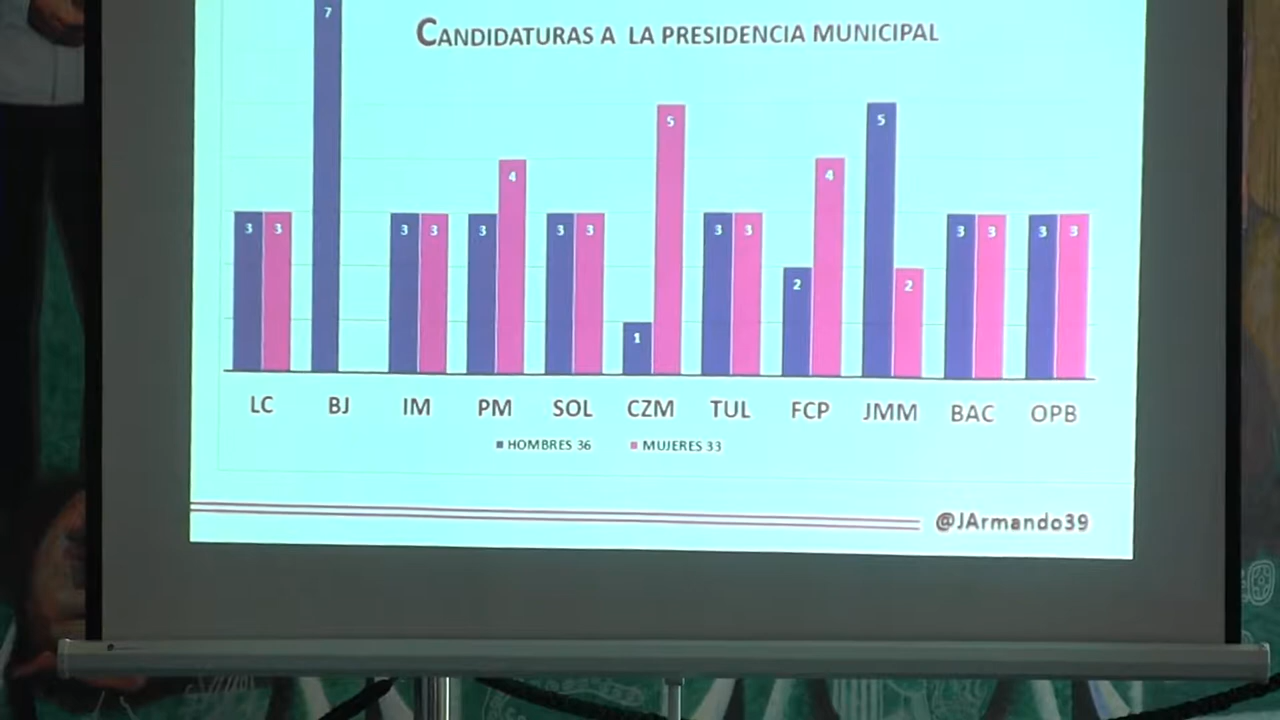 7
CANDIDATURAS A LA PRESIDENCIA MUNICIPAL
5 5
4 4
3 3 3 3 3 3 3 3 3 2 2 3 3 3 3
1
LC BJ IM PM SOL CZM TUL FCP JMM BAC OPB
HOMBRES 36 MUJERES 33
@JArmando39